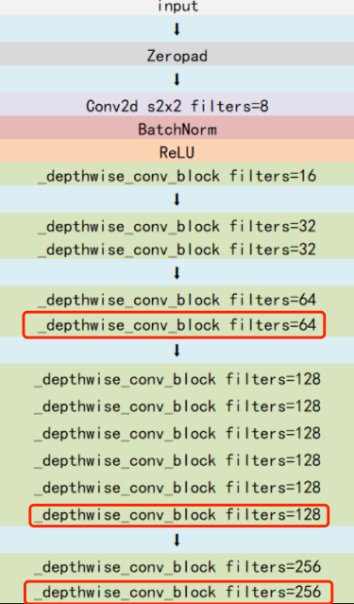 input
⬇
Zeropad
⬇
Conv2d s2x2 filters=8
BatchNorm
ReLU
_depthwise_conv_block filters=16
⬇
_depthwise_conv_block filters=32
_depthwise_conv_block filters=32
⬇
_depthwise_conv_block filters=64
_depthwise_conv_block filters=64
⬇
_depthwise_conv_block filters=128
_depthwise_conv_block filters=128
_depthwise_conv_block filters=128
_depthwise_conv_block filters=128
_depthwise_conv_block filters=128
_depthwise_conv_block filters=128
⬇
_depthwise_conv_block filters=256
_depthwise_conv_block filters=256